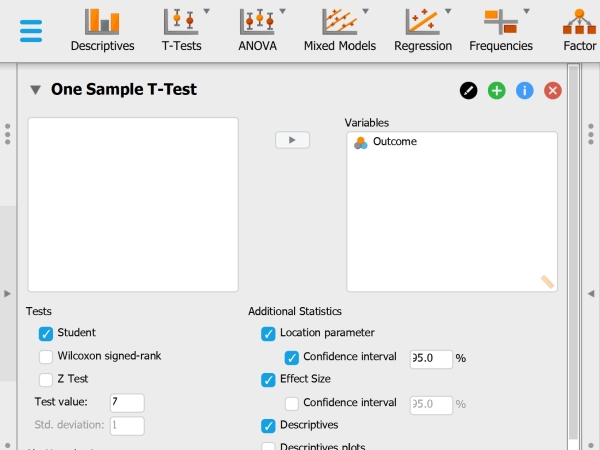 Descriptives T-Tests ANOVA Mixed Models Regression Frequencies Factor
One Sample T-Test
Variables
Outcome
Tests
Additional Statistics
Student
Location parameter
Wilcoxon signed-rank
Confidence interval 95.0 %
Z Test
Effect Size
Test value: 7
Confidence interval 95.0 %
Std. deviation: 1
Descriptives
Descriptives plots